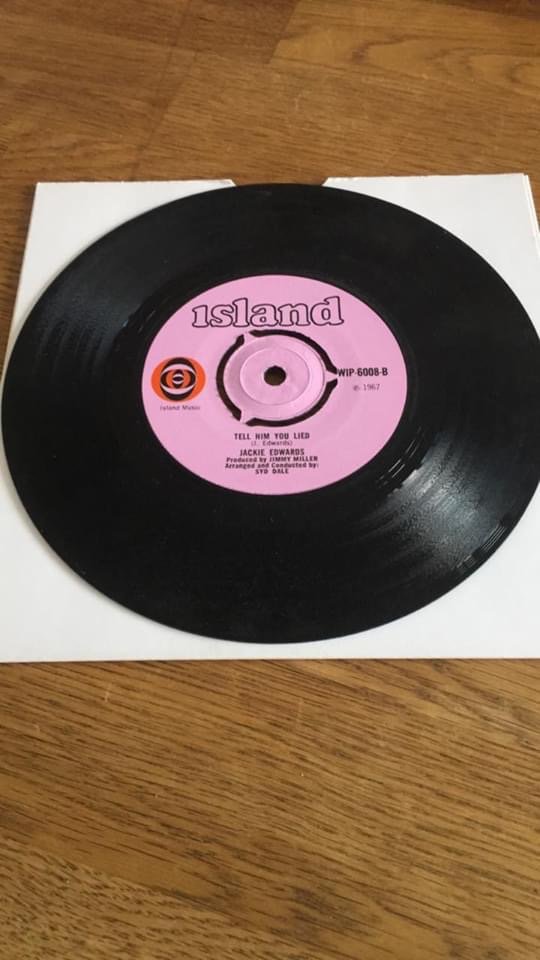 island
WIP-6008-B
℗ 1967
Island Music
TELL HIM YOU LIED
(J. Edwards)
JACKIE EDWARDS
Produced by JIMMY MILLER
Arranged and Conducted by:
SYD DALE